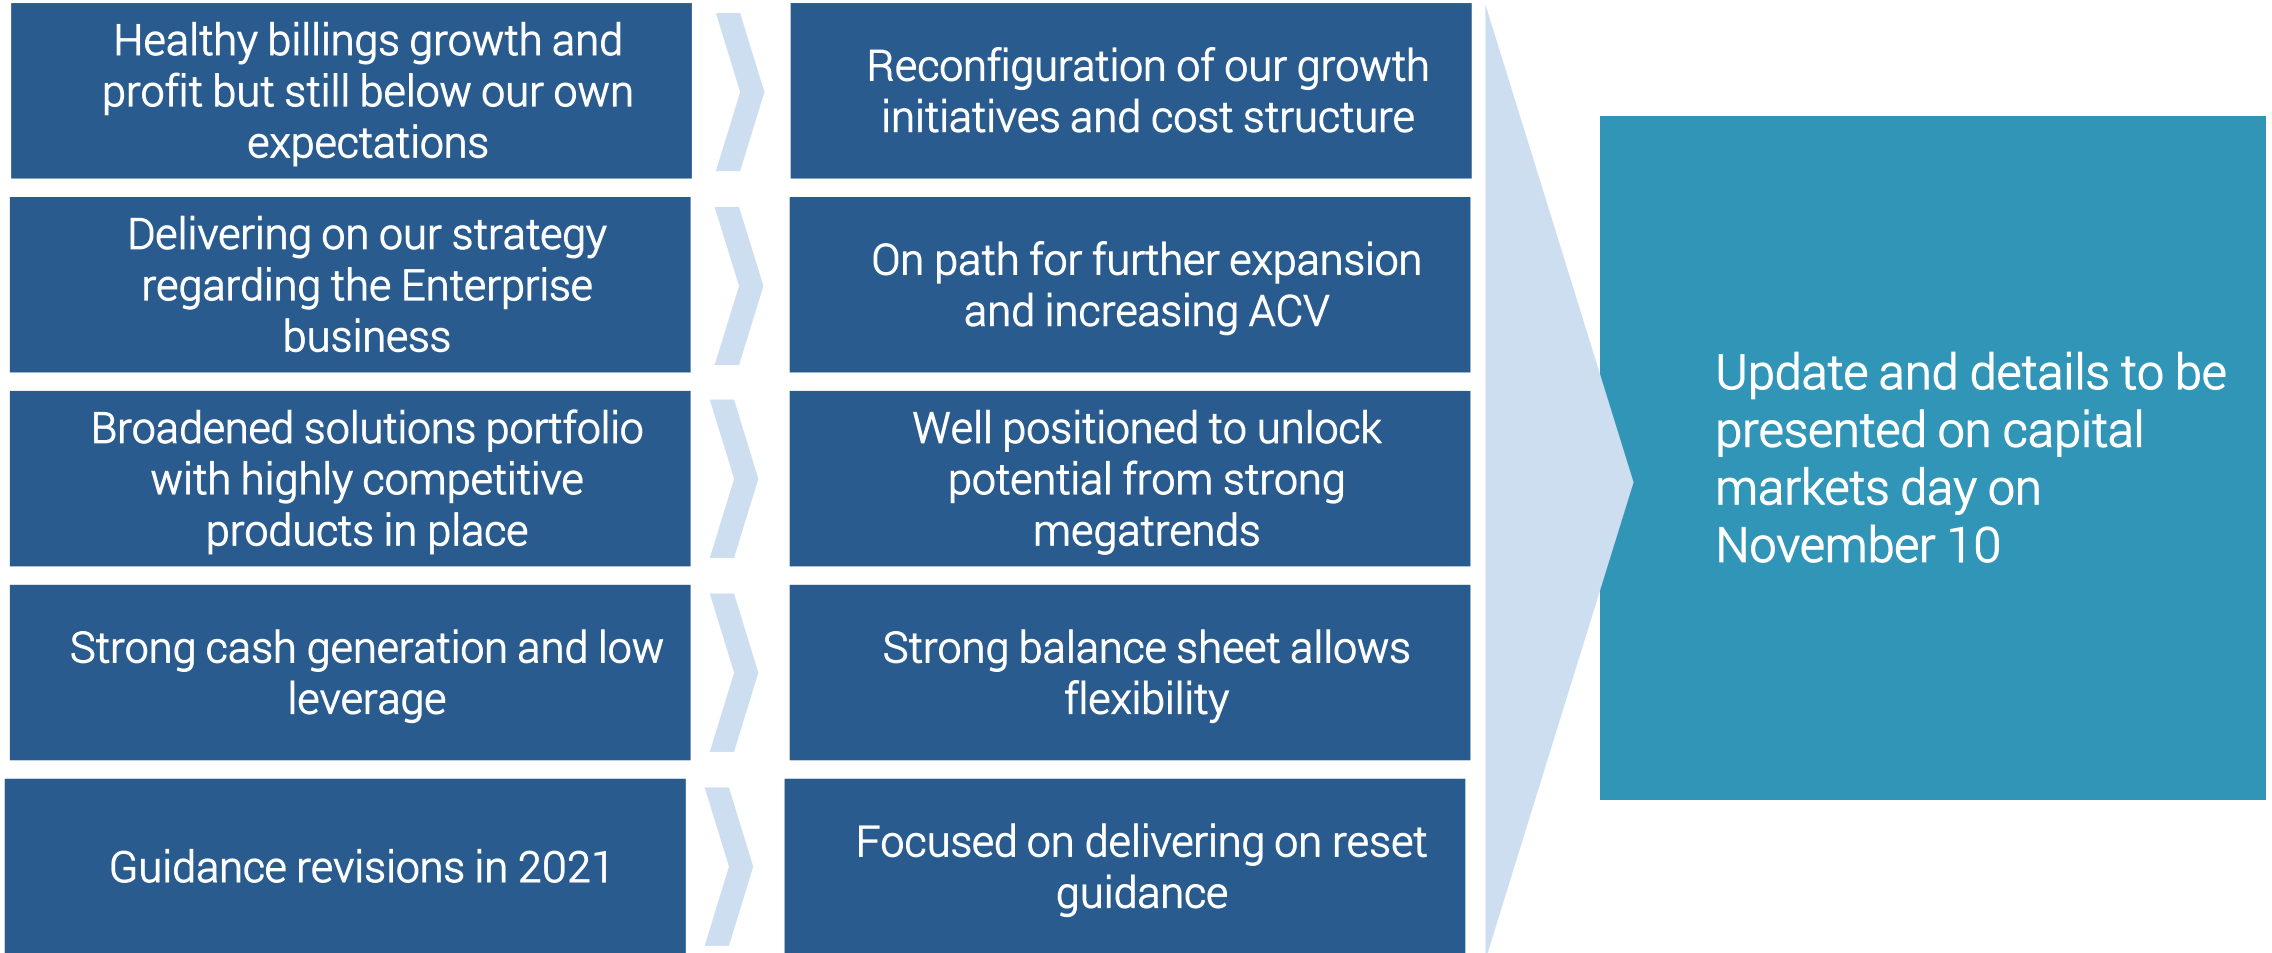 Healthy billings growth and
profit but still below our own
expectations
Reconfiguration of our growth
initiatives and cost structure
Delivering on our strategy
regarding the Enterprise
business
On path for further expansion
and increasing ACV
Broadened solutions portfolio
with highly competitive
products in place
Well positioned to unlock
potential from strong
megatrends
Strong cash generation and low
leverage
Strong balance sheet allows
flexibility
Guidance revisions in 2021
Focused on delivering on reset
guidance
Update and details to be
presented on capital
markets day on
November 10